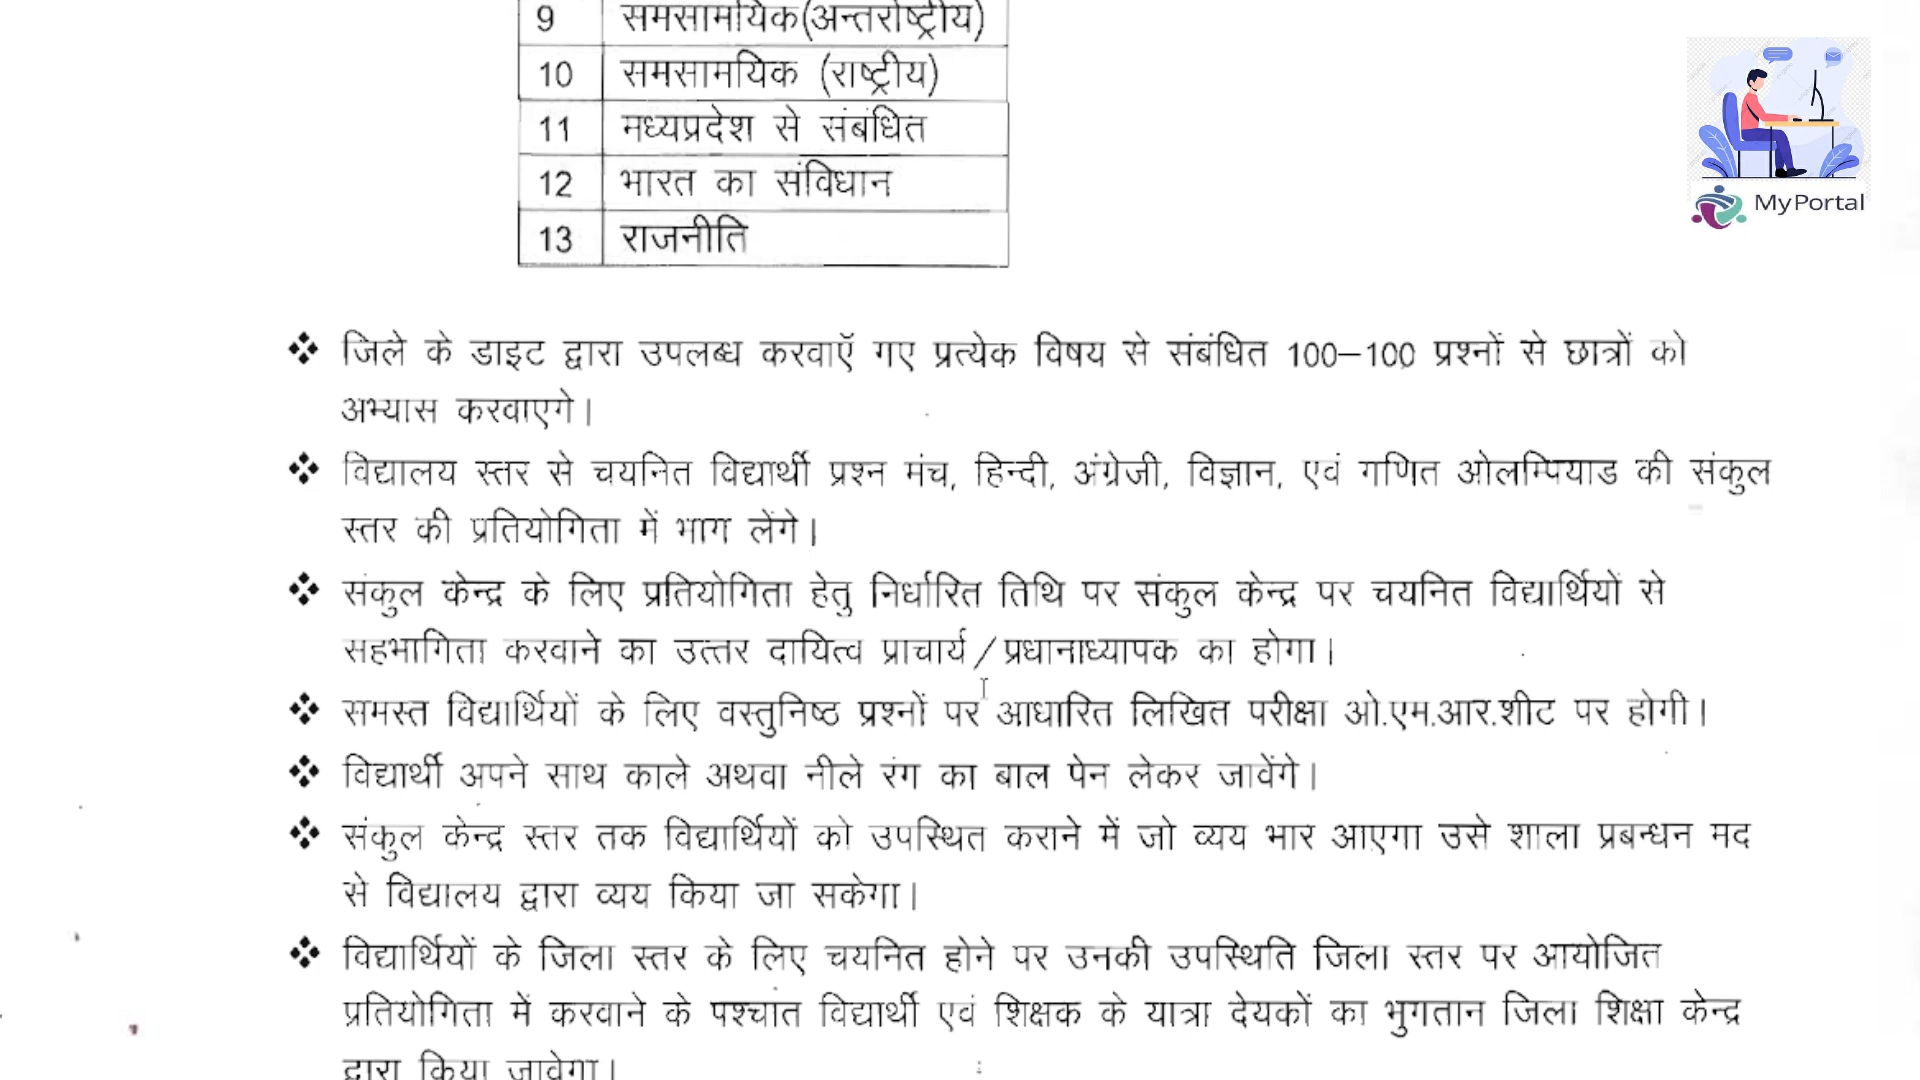 9 समसामयिक(अन्तर्राष्ट्रीय)
10 समसामयिक (राष्ट्रीय)
11 मध्यप्रदेश से संबंधित
12 भारत का संविधान
13 राजनीति
MyPortal
❖ जिले के डाइट द्वारा उपलब्ध करवाऍ गए प्रत्येक विषय से संबंधित 100–100 प्रश्नों से छात्रों को
अभ्यास करवाएगे।
❖ विद्यालय स्तर से चयनित विद्यार्थी प्रश्न मंच, हिन्दी, अंग्रेजी, विज्ञान, एवं गणित ओलम्पियाड की संकुल
स्तर की प्रतियोगिता में भाग लेंगे।
❖ संकुल केन्द्र के लिए प्रतियोगिता हेतु निर्धारित तिथि पर संकुल केन्द्र पर चयनित विद्यार्थियों से
सहभागिता करवाने का उत्तर दायित्व प्राचार्य/प्रधानाध्यापक का होगा।
❖ समस्त विद्यार्थियों के लिए वस्तुनिष्ठ प्रश्नों पर आधारित लिखित परीक्षा ओ.एम.आर.शीट पर होगी।
❖ विद्यार्थी अपने साथ काले अथवा नीले रंग का बाल पेन लेकर जावेंगे।
❖ संकुल केन्द्र स्तर तक विद्यार्थियों को उपस्थित कराने में जो व्यय भार आएगा उसे शाला प्रबन्धन मद
से विद्यालय द्वारा व्यय किया जा सकेगा।
❖ विद्यार्थियों के जिला स्तर के लिए चयनित होने पर उनकी उपस्थिति जिला स्तर पर आयोजित
प्रतियोगिता में करवाने के पश्चात विद्यार्थी एवं शिक्षक के यात्रा देयकों का भुगतान जिला शिक्षा केन्द्र
द्वारा किया जावेगा।